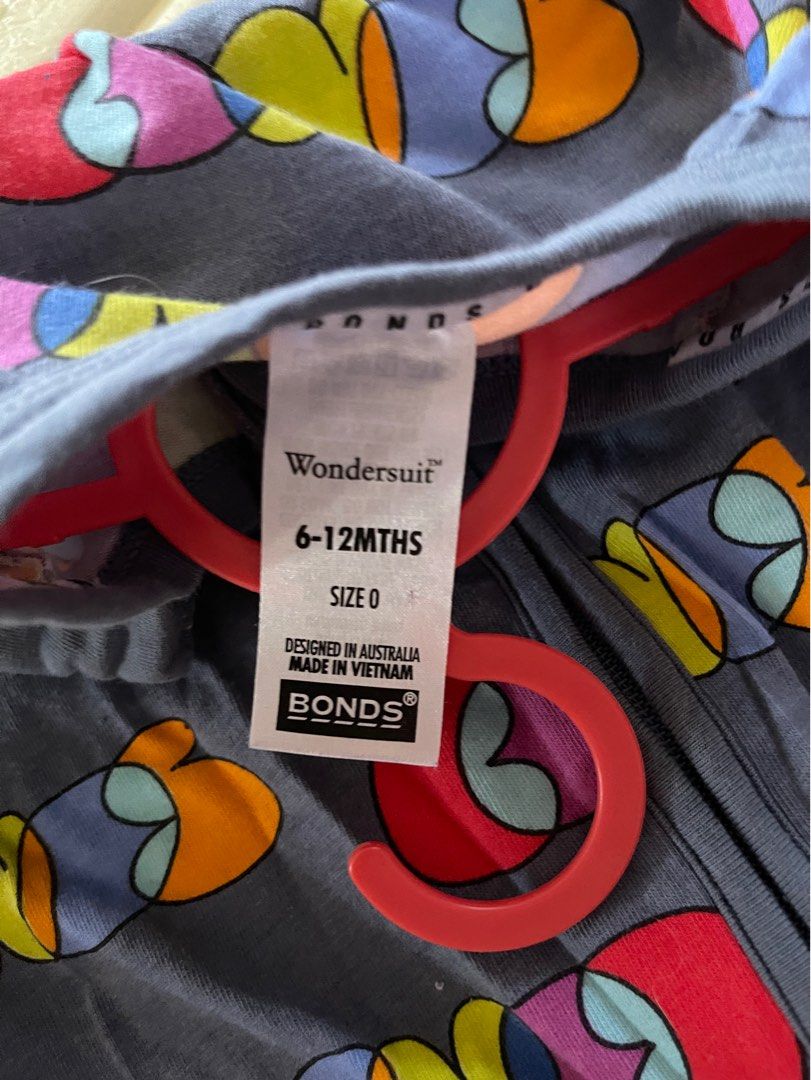 BONDS
Wondersuit™
6-12MTHS
SIZE 0
DESIGNED IN AUSTRALIA
MADE IN VIETNAM
BONDS®